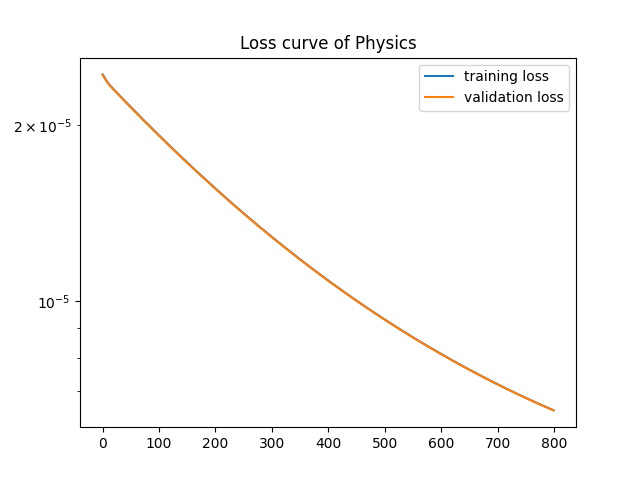 Loss curve of Physics
training loss
validation loss
2 × 10⁻⁵
10⁻⁵
0 100 200 300 400 500 600 700 800